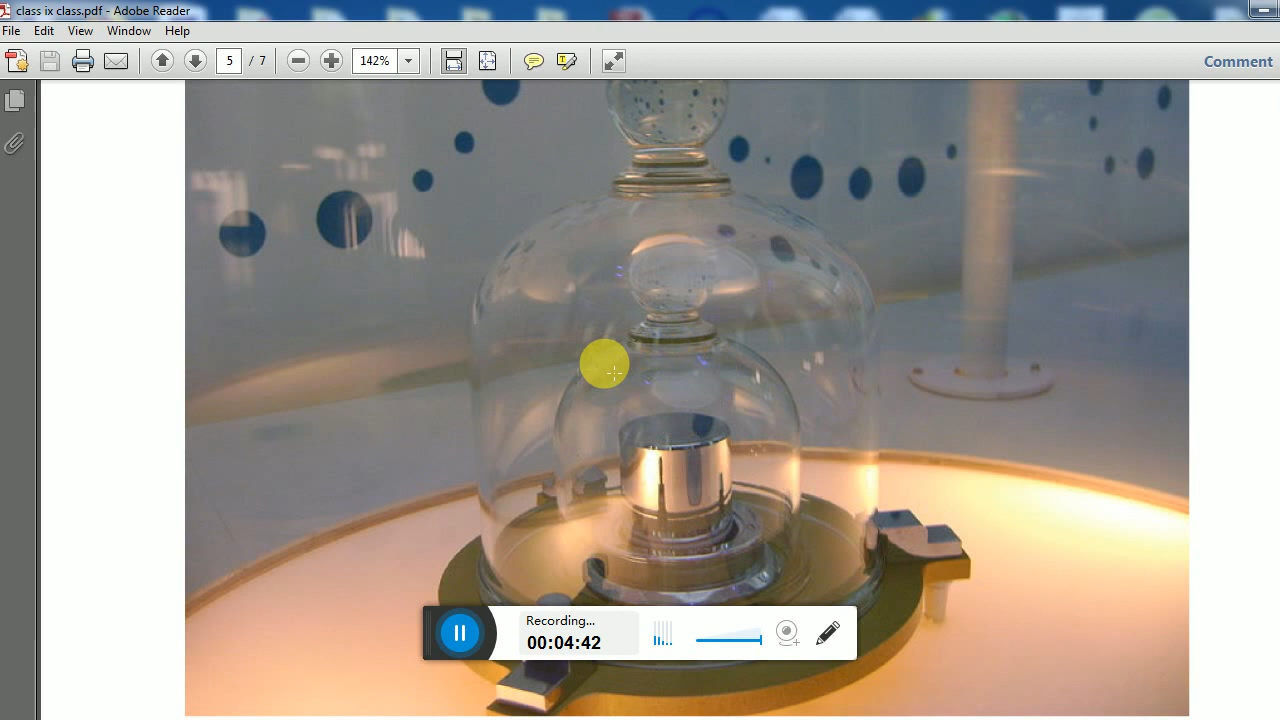 class ix class.pdf - Adobe Reader
File Edit View Window Help
5 / 7 142% Comment
T
Recording...
00:04:42